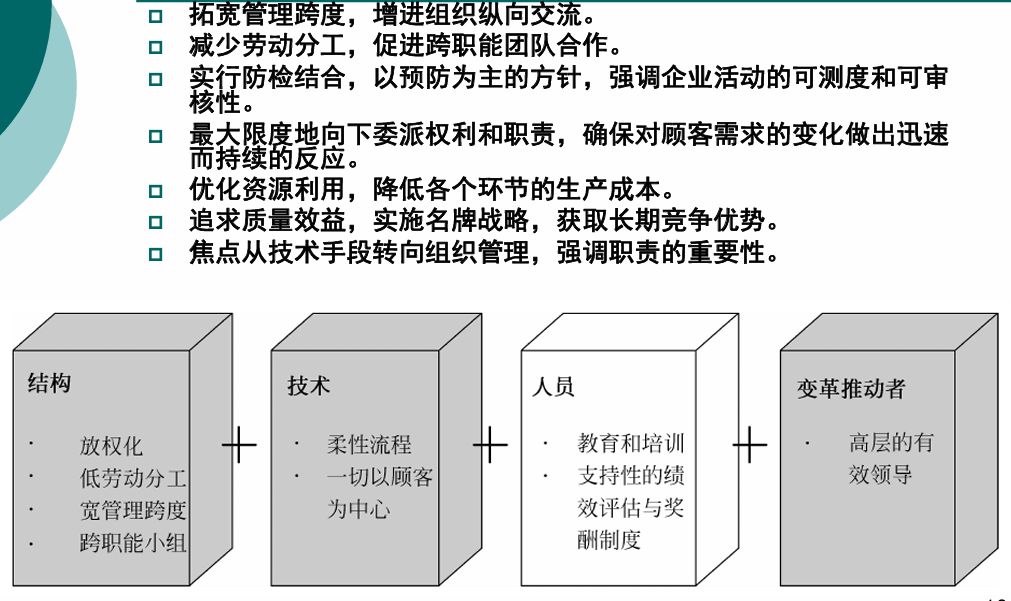 拓宽管理跨度，增进组织纵向交流。
减少劳动分工，促进跨职能团队合作。
实行防检结合，以预防为主的方针，强调企业活动的可测度和可审
核性。
最大限度地向下委派权利和职责，确保对顾客需求的变化做出迅速
而持续的反应。
优化资源利用，降低各个环节的生产成本。
追求质量效益，实施名牌战略，获取长期竞争优势。
焦点从技术手段转向组织管理，强调职责的重要性。
结构
· 放权化
· 低劳动分工
· 宽管理跨度
· 跨职能小组
+
技术
· 柔性流程
· 一切以顾客
为中心
+
人员
· 教育和培训
· 支持性的绩
效评估与奖
酬制度
+
变革推动者
· 高层的有
效领导